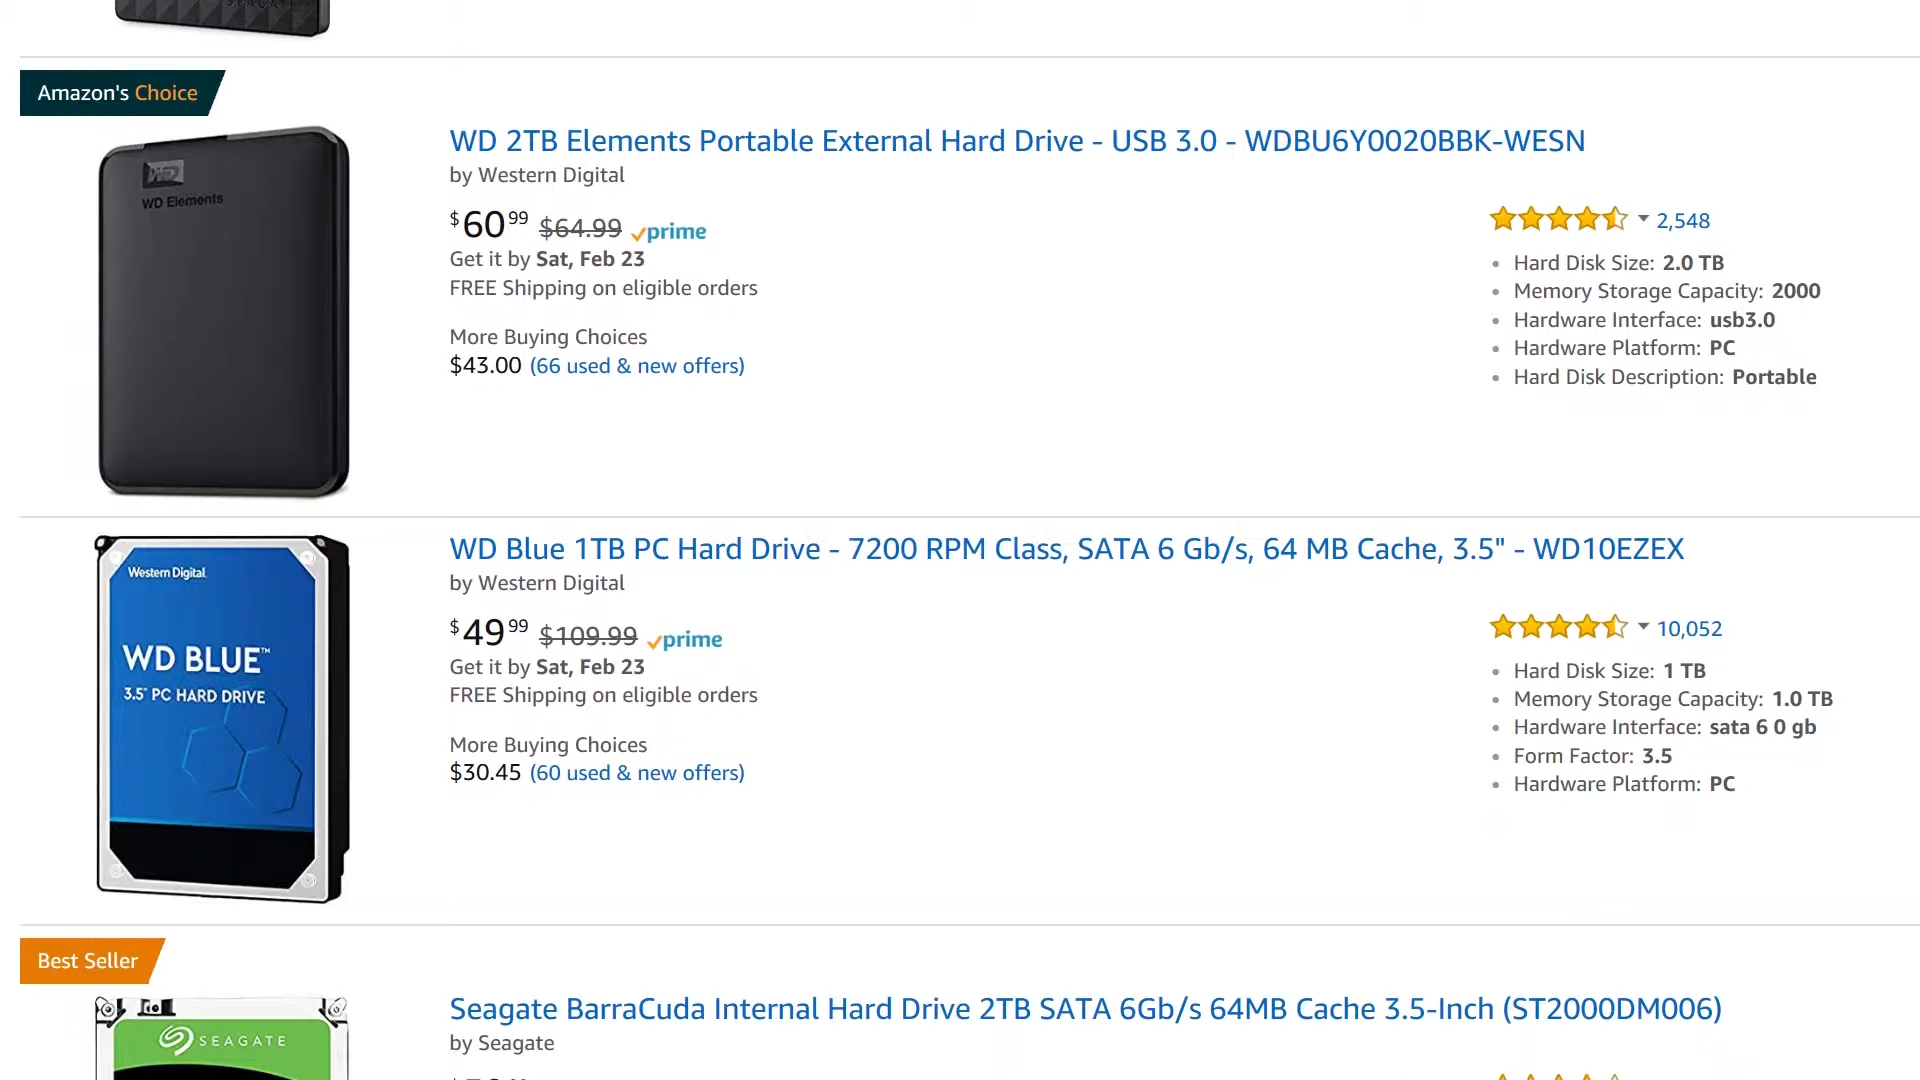 Amazon's Choice
WD
WD Elements
WD 2TB Elements Portable External Hard Drive - USB 3.0 - WDBU6Y0020BBK-WESN
by Western Digital
$60 99 $64.99 prime
Get it by Sat, Feb 23
FREE Shipping on eligible orders
More Buying Choices
$43.00 (66 used & new offers)
2,548
Hard Disk Size: 2.0 TB
Memory Storage Capacity: 2000
Hardware Interface: usb3.0
Hardware Platform: PC
Hard Disk Description: Portable
Western Digital.
WD BLUE™
3.5" PC HARD DRIVE
WD Blue 1TB PC Hard Drive - 7200 RPM Class, SATA 6 Gb/s, 64 MB Cache, 3.5" - WD10EZEX
by Western Digital
$49 99 $109.99 prime
Get it by Sat, Feb 23
FREE Shipping on eligible orders
More Buying Choices
$30.45 (60 used & new offers)
10,052
Hard Disk Size: 1 TB
Memory Storage Capacity: 1.0 TB
Hardware Interface: sata 6 0 gb
Form Factor: 3.5
Hardware Platform: PC
Best Seller
SEAGATE
Seagate BarraCuda Internal Hard Drive 2TB SATA 6Gb/s 64MB Cache 3.5-Inch (ST2000DM006)
by Seagate